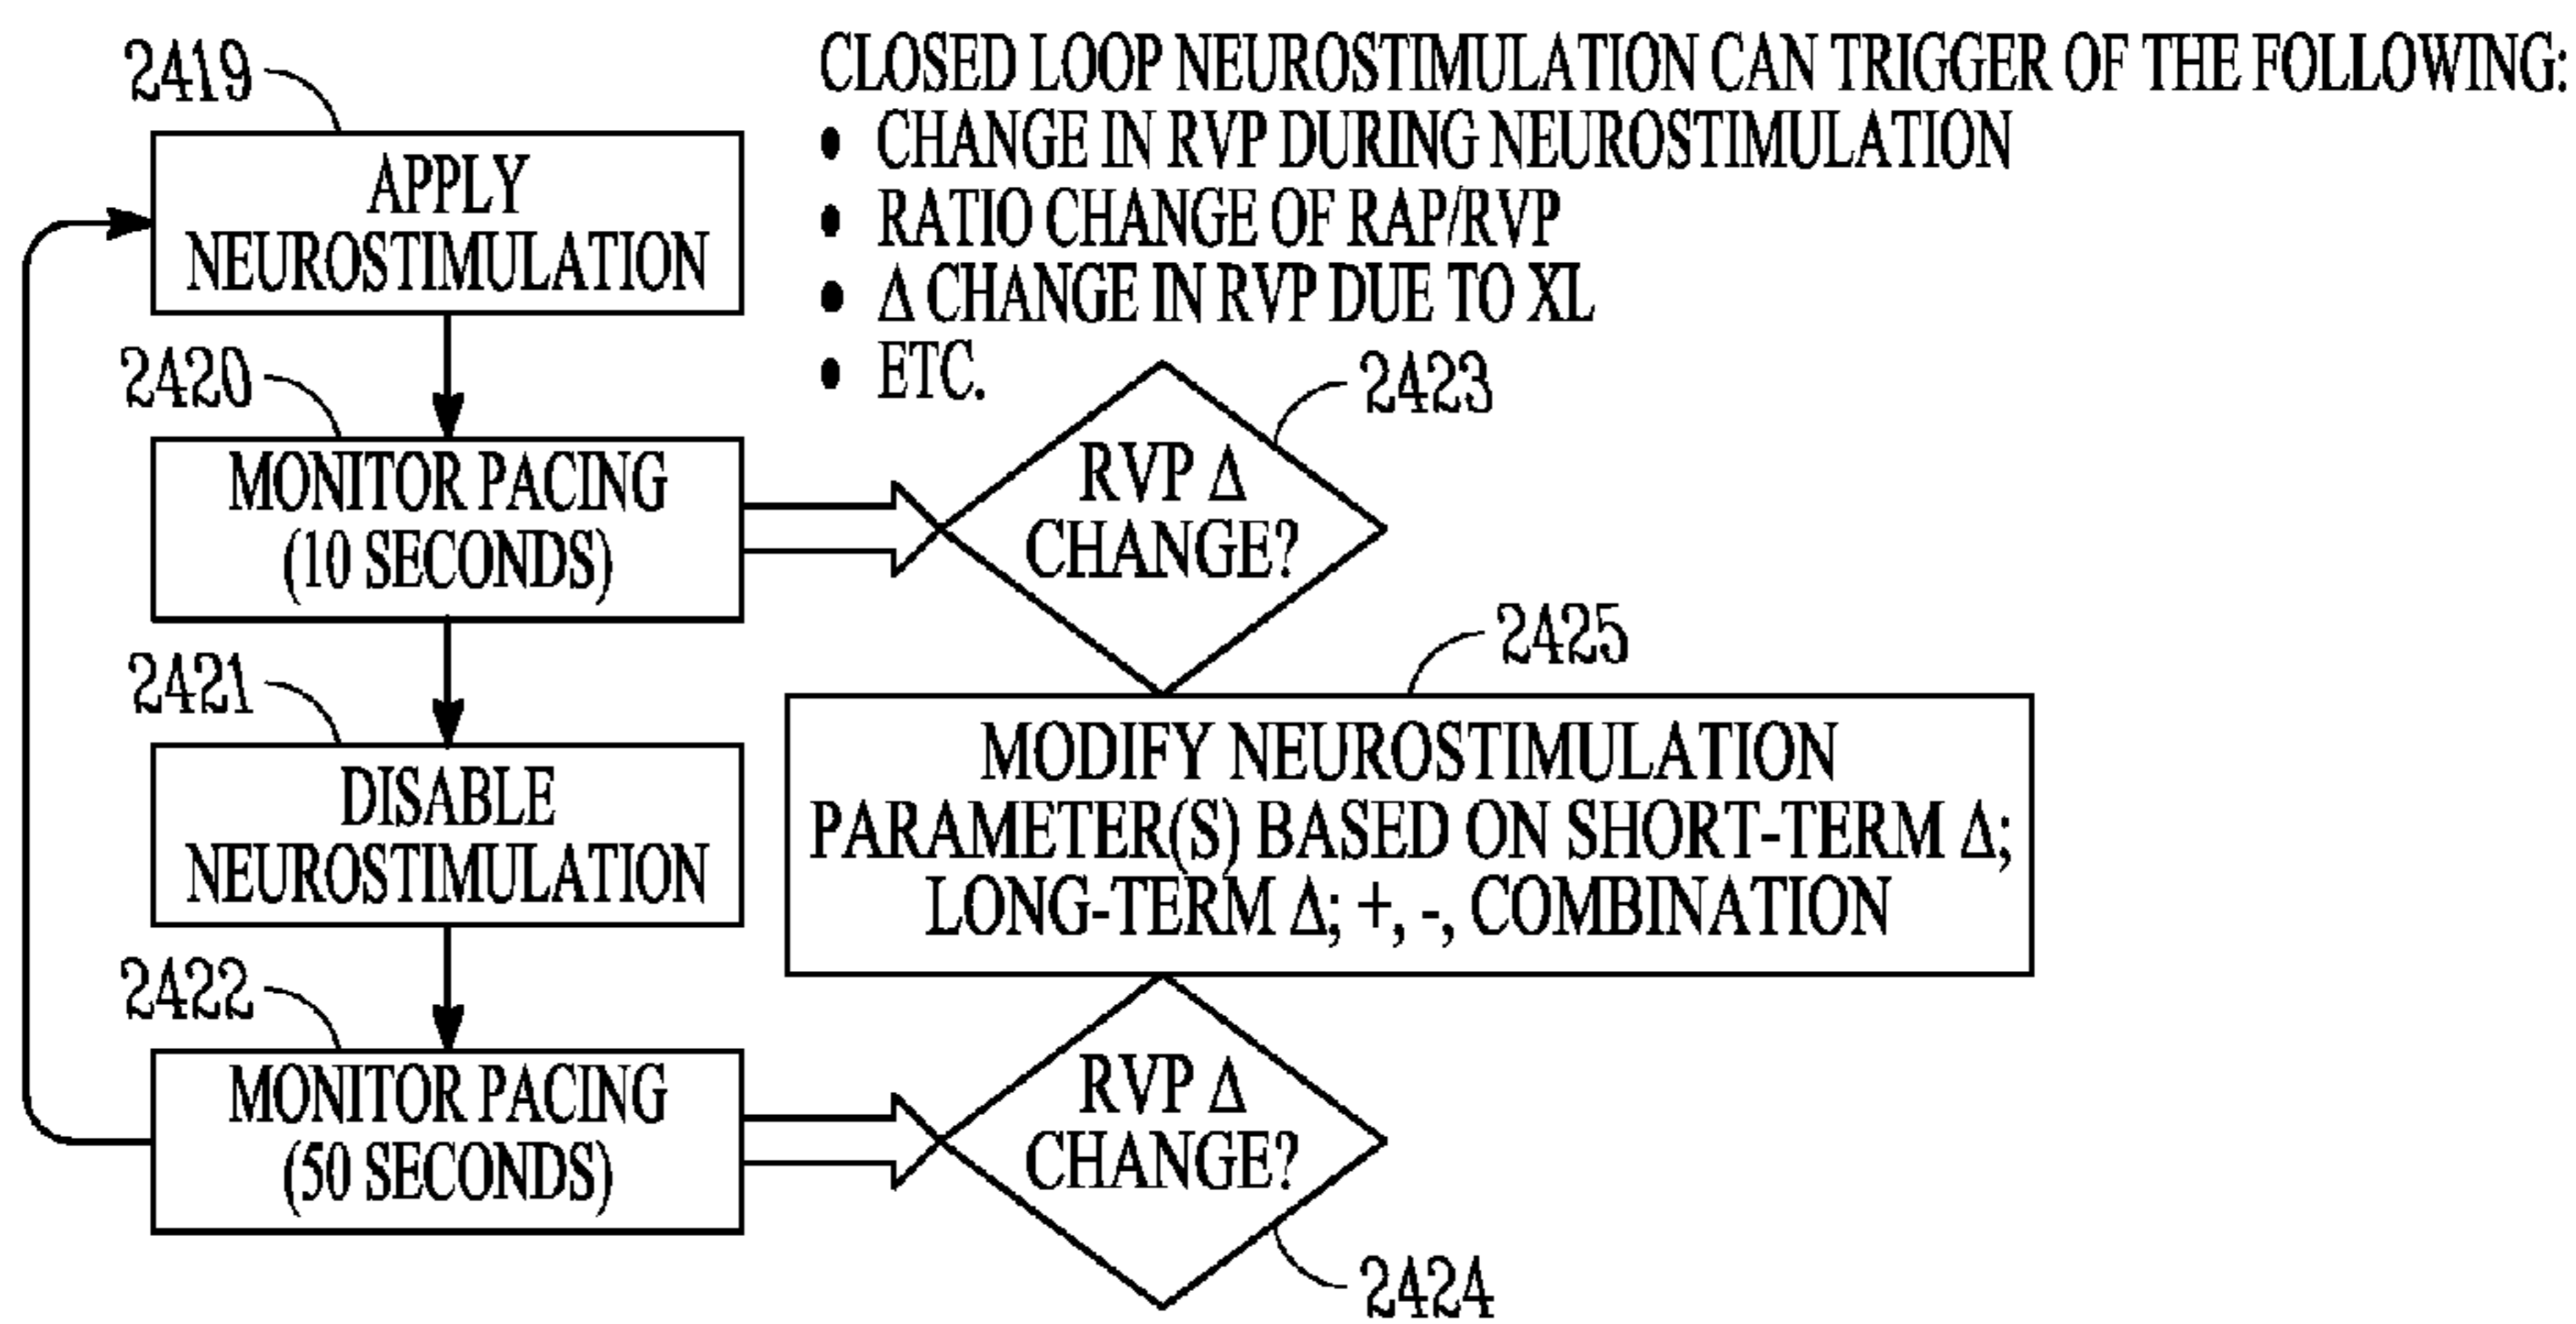 2419
APPLY
NEUROSTIMULATION
CLOSED LOOP NEUROSTIMULATION CAN TRIGGER OF THE FOLLOWING:
• CHANGE IN RVP DURING NEUROSTIMULATION
• RATIO CHANGE OF RAP/RVP
• Δ CHANGE IN RVP DUE TO XL
• ETC.
2420
MONITOR PACING
(10 SECONDS)
2423
RVP Δ
CHANGE?
2421
DISABLE
NEUROSTIMULATION
2425
MODIFY NEUROSTIMULATION
PARAMETER(S) BASED ON SHORT-TERM Δ;
LONG-TERM Δ; +, -, COMBINATION
2422
MONITOR PACING
(50 SECONDS)
RVP Δ
CHANGE?
2424